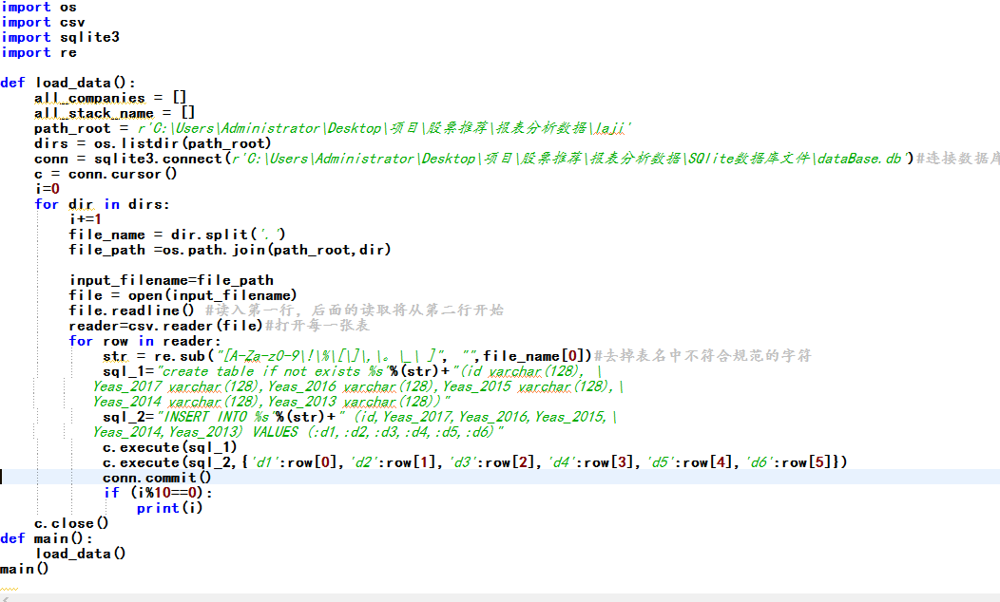 import os
import csv
import sqlite3
import re

def load_data():
    all_companies = []
    all_stack_name = []
    path_root = r'C:\Users\Administrator\Desktop\项目\股票推荐\报表分析数据\laji'
    dirs = os.listdir(path_root)
    conn = sqlite3.connect(r'C:\Users\Administrator\Desktop\项目\股票推荐\报表分析数据\SQlite数据库文件\dataBase.db')#连接数据库
    c = conn.cursor()
    i=0
    for dir in dirs:
        i+=1
        file_name = dir.split('.')
        file_path =os.path.join(path_root,dir)

        input_filename=file_path
        file = open(input_filename)
        file.readline() #读入第一行，后面的读取将从第二行开始
        reader=csv.reader(file)#打开每一张表
        for row in reader:
            str = re.sub("[A-Za-z0-9\!\%\[\]\,\。\_\ ]", "",file_name[0])#去掉表名中不符合规范的字符
            sql_1="create table if not exists %s"%(str)+"(id varchar(128), \
           Yeas_2017 varchar(128),Yeas_2016 varchar(128),Yeas_2015 varchar(128),\
           Yeas_2014 varchar(128),Yeas_2013 varchar(128))"
            sql_2="INSERT INTO %s"%(str)+" (id,Yeas_2017,Yeas_2016,Yeas_2015,\
           Yeas_2014,Yeas_2013) VALUES (:d1,:d2,:d3,:d4,:d5,:d6)"
            c.execute(sql_1)
            c.execute(sql_2,{'d1':row[0],'d2':row[1],'d3':row[2],'d4':row[3],'d5':row[4],'d6':row[5]})
            conn.commit()
            if (i%10==0):
                print(i)
    c.close()
def main():
    load_data()
main()